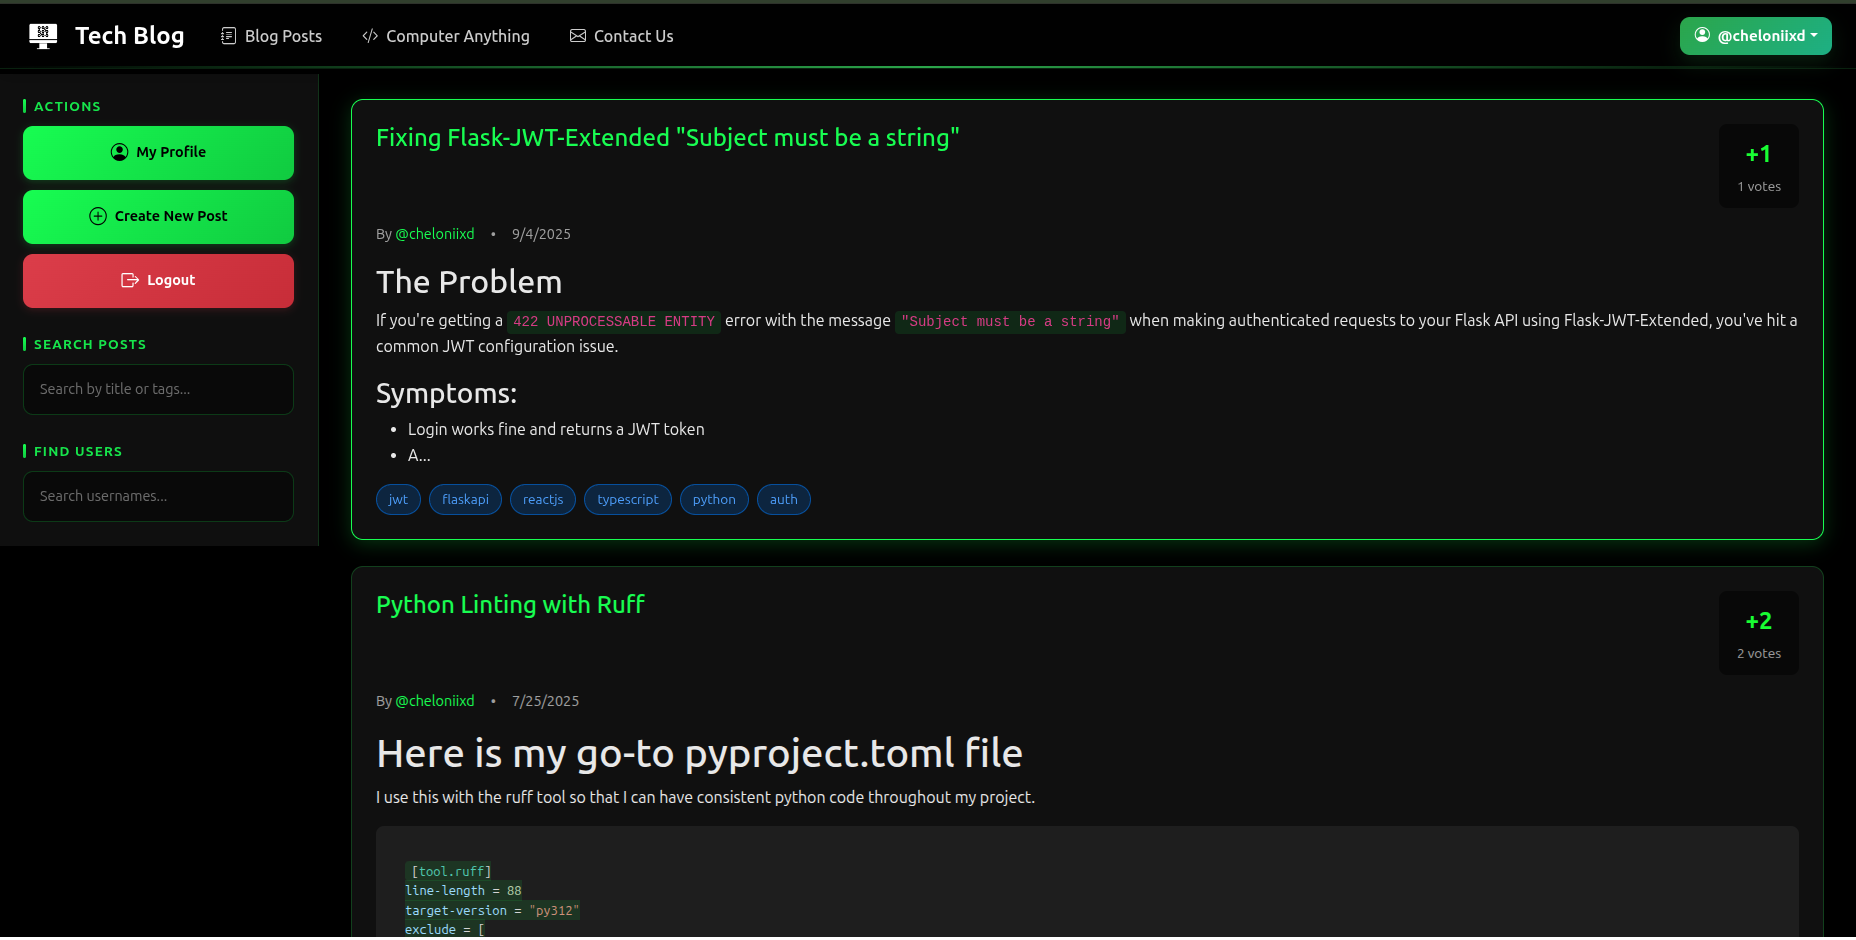 Tech Blog
Blog Posts
Computer Anything
Contact Us
@cheloniixd
ACTIONS
My Profile
Create New Post
Logout
SEARCH POSTS
Search by title or tags...
FIND USERS
Search usernames...
Fixing Flask-JWT-Extended "Subject must be a string"
+1
1 votes
By @cheloniixd • 9/4/2025
The Problem
If you're getting a 422 UNPROCESSABLE ENTITY error with the message "Subject must be a string" when making authenticated requests to your Flask API using Flask-JWT-Extended, you've hit a
common JWT configuration issue.
Symptoms:
• Login works fine and returns a JWT token
• A...
jwt flaskapi reactjs typescript python auth
Python Linting with Ruff
+2
2 votes
By @cheloniixd • 7/25/2025
Here is my go-to pyproject.toml file
I use this with the ruff tool so that I can have consistent python code throughout my project.
[tool.ruff]
line-length = 88
target-version = "py312"
exclude = [